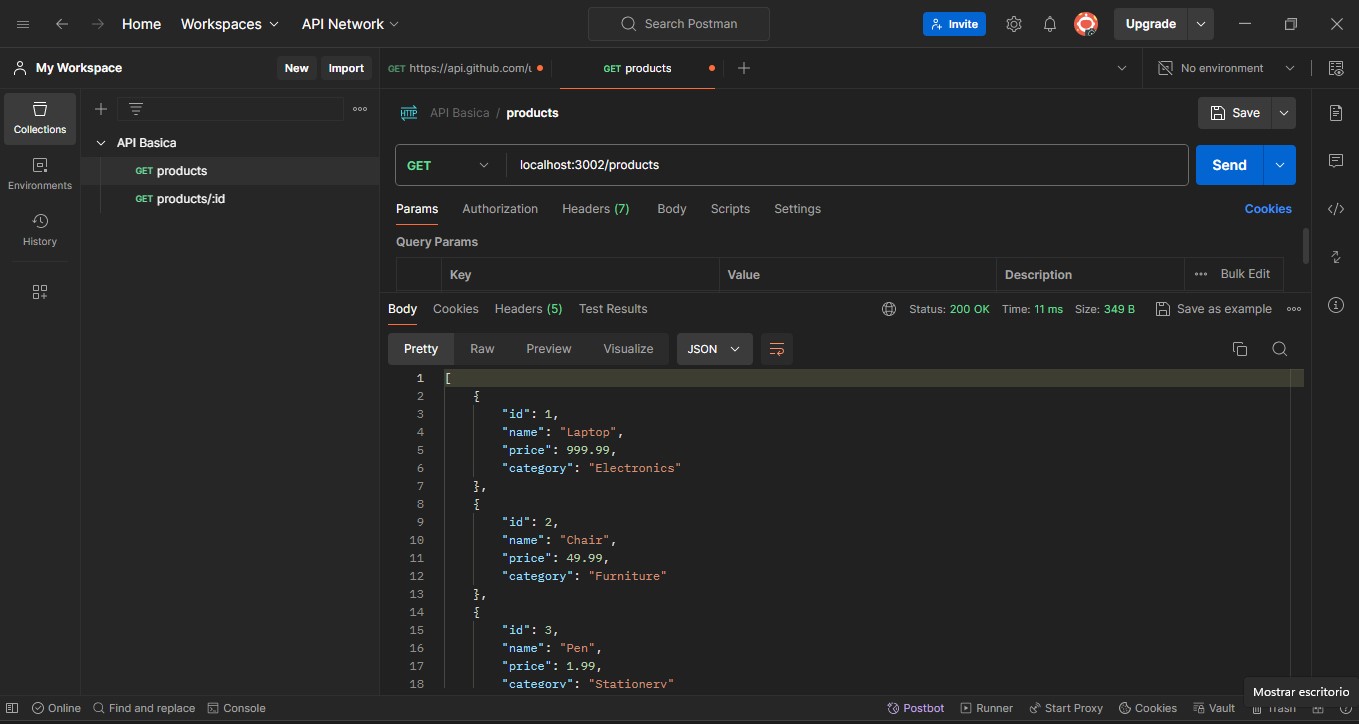 Home Workspaces API Network Search Postman Invite Upgrade
My Workspace New Import GET https://api.github.com/u GET products No environment
Collections
Environments
History
API Basica
GET products
GET products/:id
HTTP API Basica / products Save
GET localhost:3002/products Send
Params Authorization Headers (7) Body Scripts Settings Cookies
Query Params
Key Value Description Bulk Edit
Body Cookies Headers (5) Test Results Status: 200 OK Time: 11 ms Size: 349 B Save as example
Pretty Raw Preview Visualize JSON
1 [
2 {
3 "id": 1,
4 "name": "Laptop",
5 "price": 999.99,
6 "category": "Electronics"
7 },
8 {
9 "id": 2,
10 "name": "Chair",
11 "price": 49.99,
12 "category": "Furniture"
13 },
14 {
15 "id": 3,
16 "name": "Pen",
17 "price": 1.99,
18 "category": "Stationery"
Mostrar escritorio
Online Find and replace Console Postbot Runner Start Proxy Cookies Vault Trash